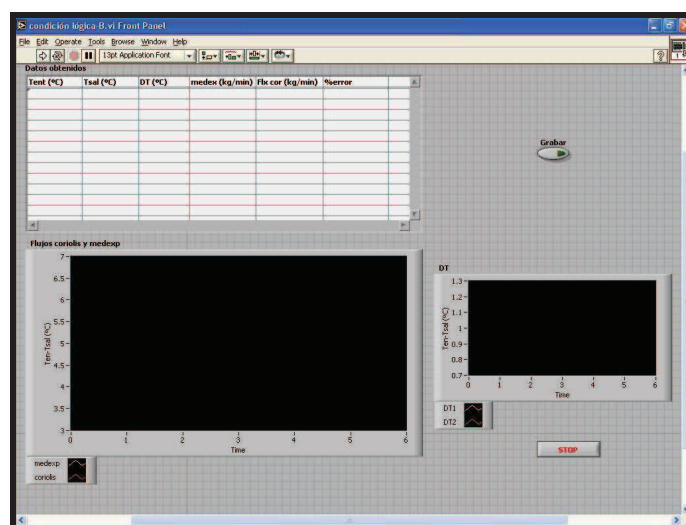 condición lógica-B.vi Front Panel
File Edit Operate Tools Browse Window Help
13pt Application Font
Datos obtenidos
Tent (ºC) Tsal (ºC) DT (ºC) medex (kg/min) Flx cor (kg/min) %error
Grabar
Flujos coriolis y medexp
7
6.5
6
5.5
5
4.5
4
3.5
3
Ten-Tsal (ºC)
0 1 2 3 4 5 6
Time
medexp
coriolis
DT
1.3
1.2
1.1
1
0.9
0.8
0.7
Ten-Tsal (ºC)
0 1 2 3 4 5 6
Time
DT1
DT2
STOP